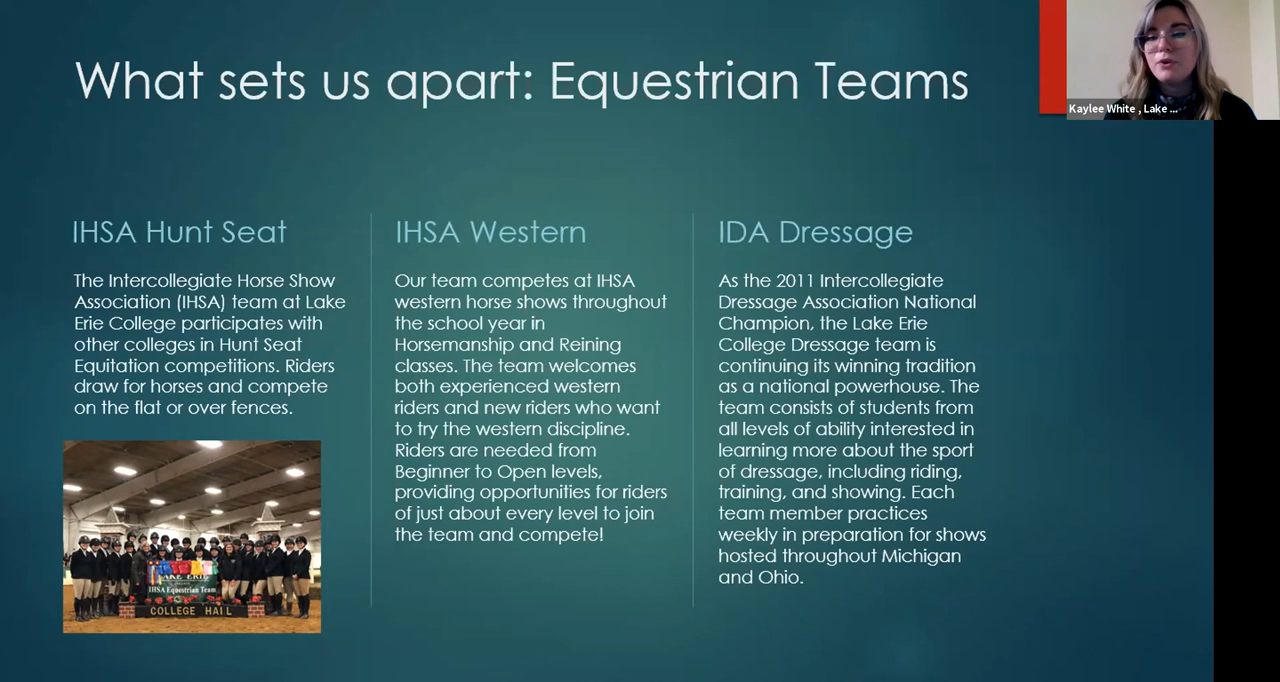 What sets us apart: Equestrian Teams
Kaylee White , Lake ...
IHSA Hunt Seat
The Intercollegiate Horse Show
Association (IHSA) team at Lake
Erie College participates with
other colleges in Hunt Seat
Equitation competitions. Riders
draw for horses and compete
on the flat or over fences.
LAKE ERIE
IHSA Equestrian Team
COLLEGE HALL
IHSA Western
Our team competes at IHSA
western horse shows throughout
the school year in
Horsemanship and Reining
classes. The team welcomes
both experienced western
riders and new riders who want
to try the western discipline.
Riders are needed from
Beginner to Open levels,
providing opportunities for riders
of just about every level to join
the team and compete!
IDA Dressage
As the 2011 Intercollegiate
Dressage Association National
Champion, the Lake Erie
College Dressage team is
continuing its winning tradition
as a national powerhouse. The
team consists of students from
all levels of ability interested in
learning more about the sport
of dressage, including riding,
training, and showing. Each
team member practices
weekly in preparation for shows
hosted throughout Michigan
and Ohio.